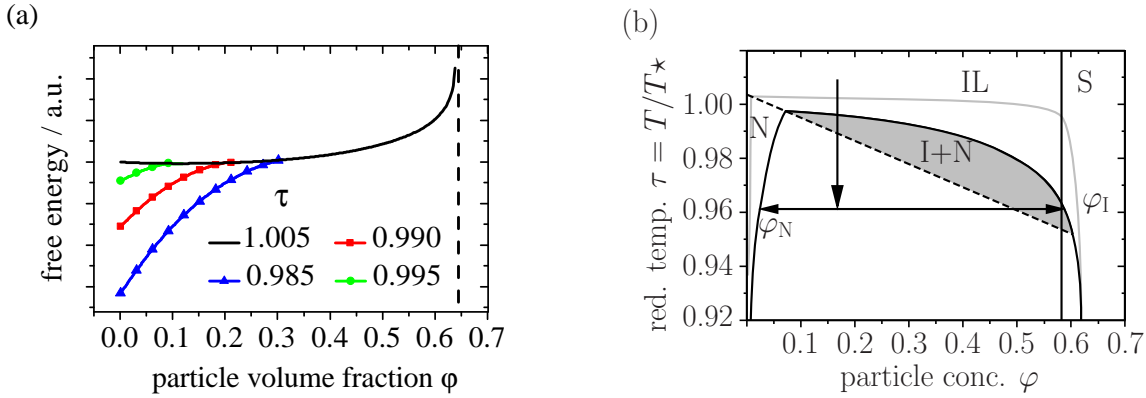 (a)
free energy / a.u.
τ
1.005 0.990
0.985 0.995
0.0 0.1 0.2 0.3 0.4 0.5 0.6 0.7
particle volume fraction φ
(b)
red. temp. τ = T/T⋆
1.00
0.98
0.96
0.94
0.92
IL S
N
I+N
φN φI
0.1 0.2 0.3 0.4 0.5 0.6 0.7
particle conc. φ